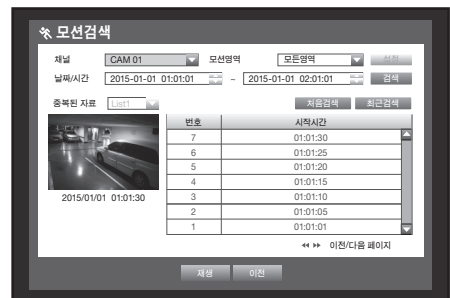 모션검색
채널 CAM 01 모션영역 모든영역 설정
날짜/시간 2015-01-01 01:01:01 ~ 2015-01-01 02:01:01 검색
중복된 자료 List1 처음검색 최근검색
번호 시작시간
7 01:01:30
6 01:01:25
5 01:01:20
4 01:01:15
3 01:01:10
2 01:01:05
1 01:01:01
2015/01/01 01:01:30
이전/다음 페이지
재생 이전